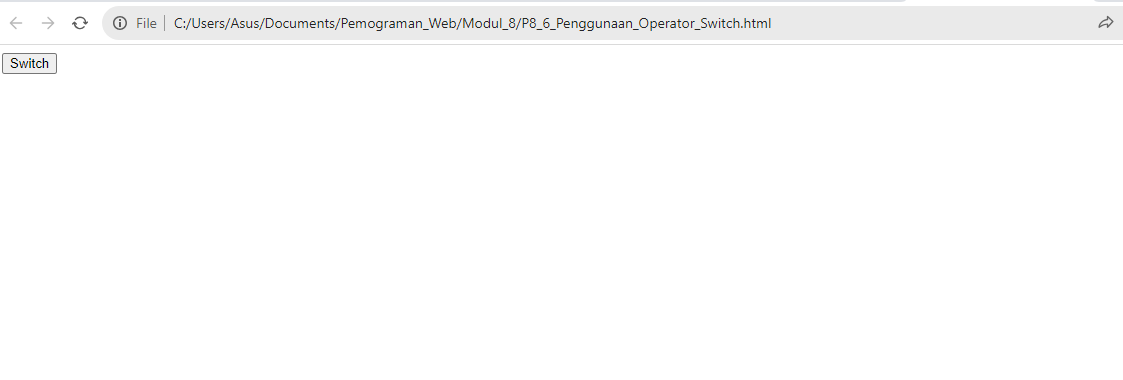 File C:/Users/Asus/Documents/Pemograman_Web/Modul_8/P8_6_Penggunaan_Operator_Switch.html
Switch